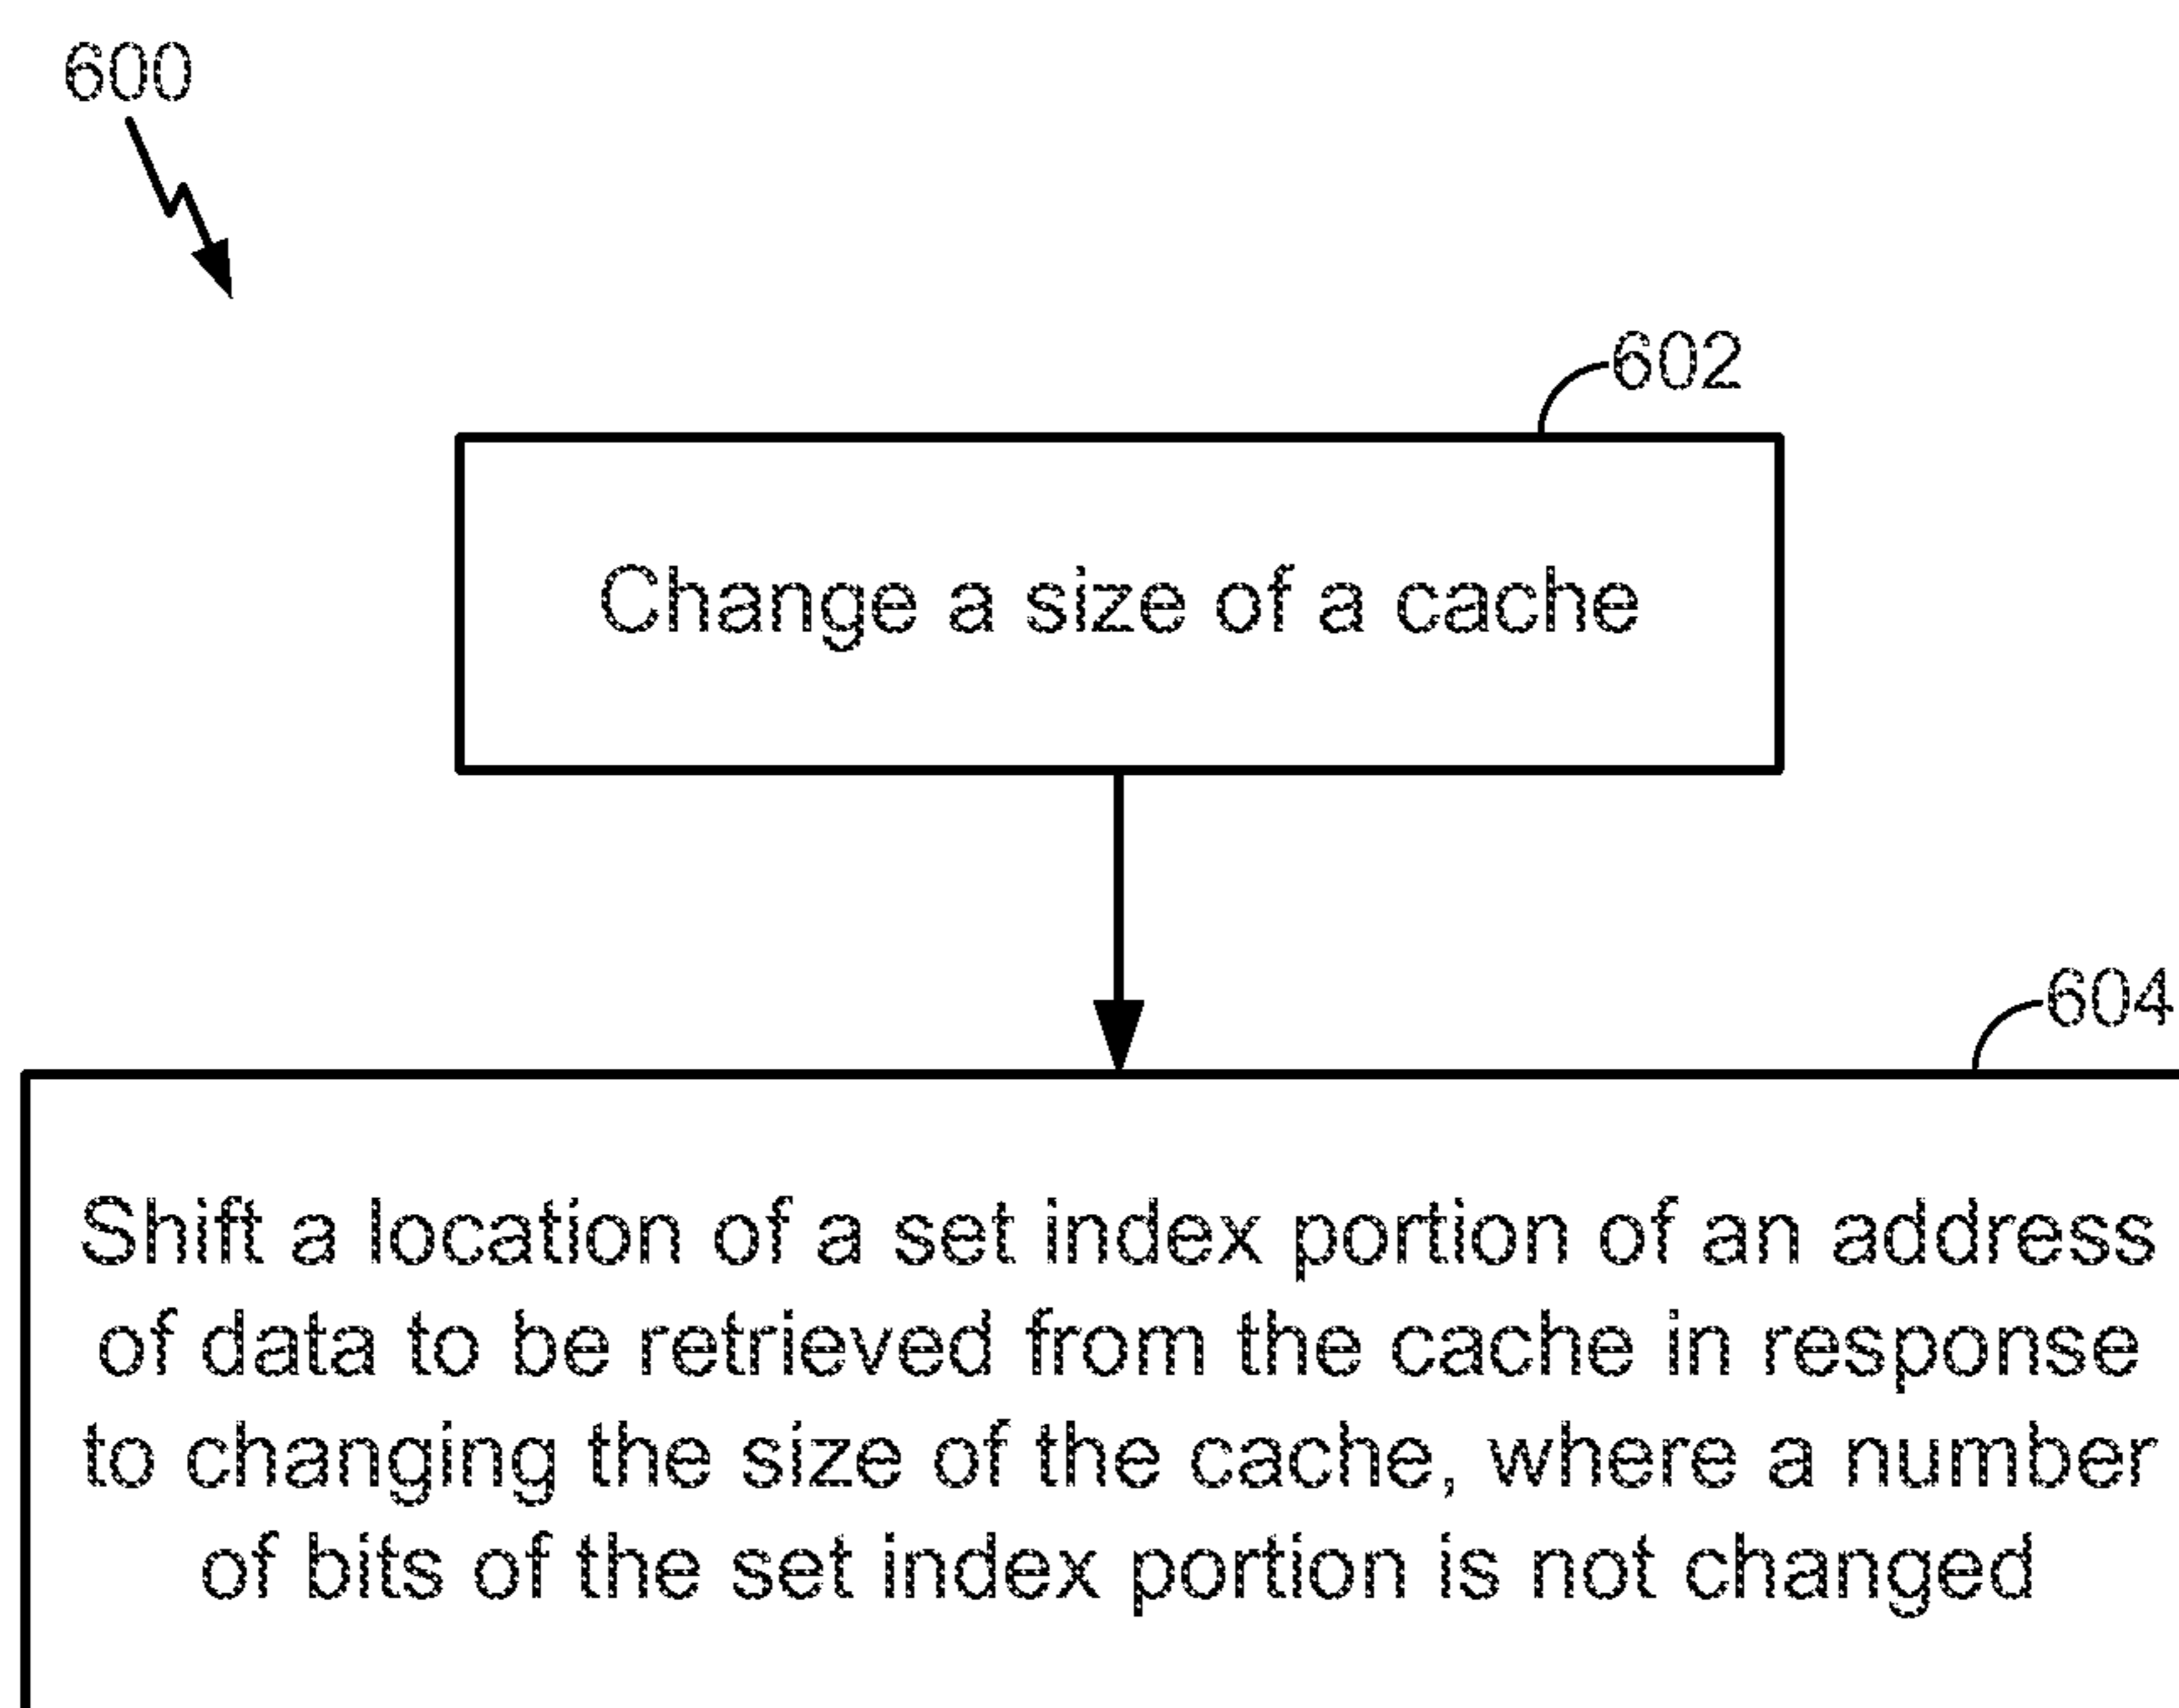 600
602
Change a size of a cache
604
Shift a location of a set index portion of an address
of data to be retrieved from the cache in response
to changing the size of the cache, where a number
of bits of the set index portion is not changed